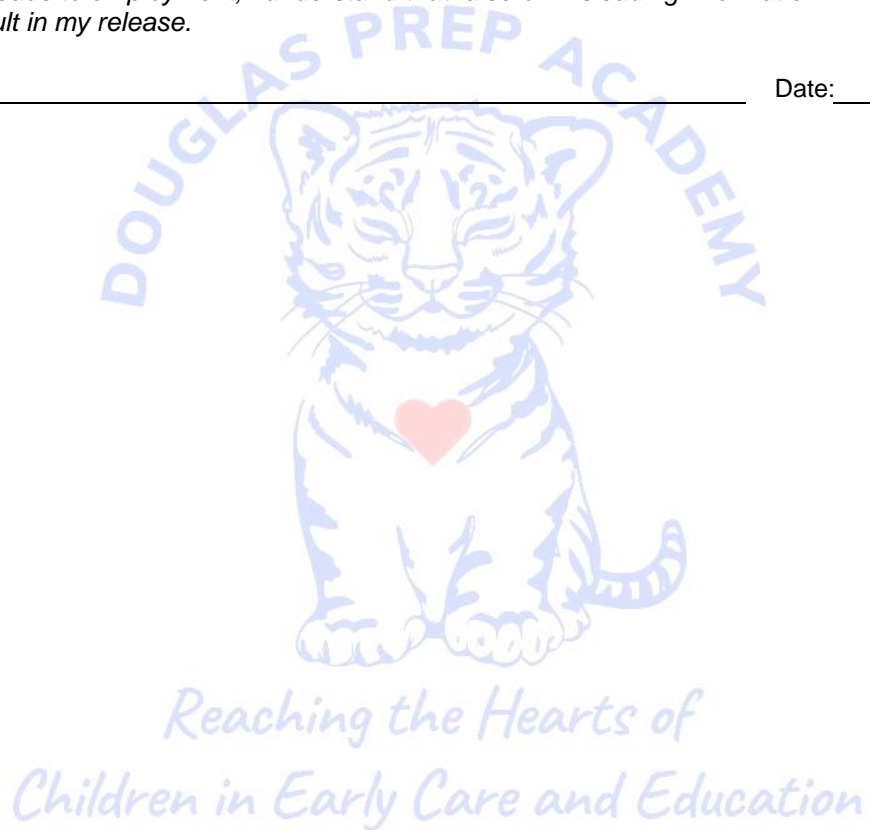 ult in my release.
Date:
DOUGLAS PREP ACADEMY
Reaching the Hearts of
Children in Early Care and Education